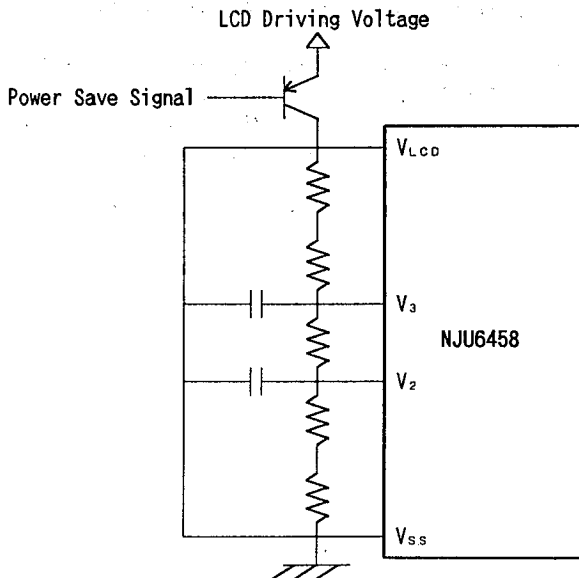 LCD Driving Voltage
Power Save Signal
VLCD
V3
NJU6458
V2
VSS